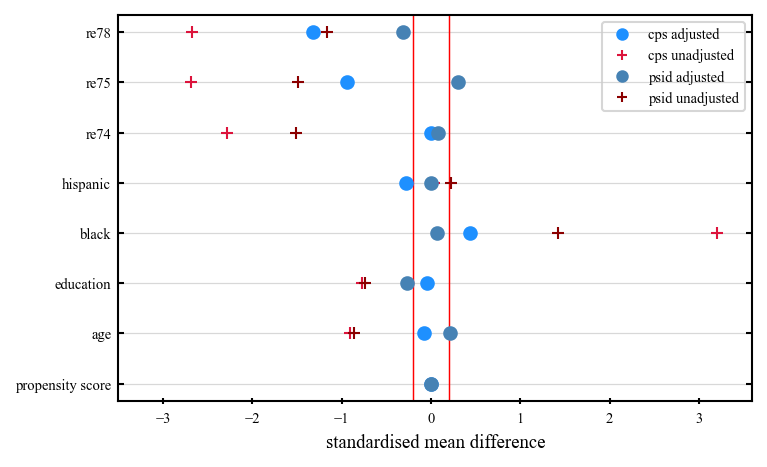 re78
re75
re74
hispanic
black
education
age
propensity score
cps adjusted
cps unadjusted
psid adjusted
psid unadjusted
−3
−2
−1
0
1
2
3
standardised mean difference